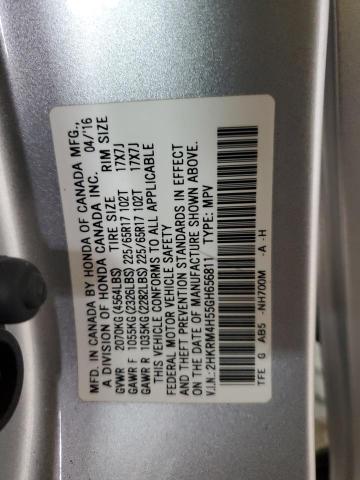 MFD. IN CANADA BY HONDA OF CANADA MFG.,
A DIVISION OF HONDA CANADA INC. 04/16
TIRE SIZE RIM SIZE
GVWR 2070KG (4564LBS)
GAWR F 1055KG (2326LBS) 225/65R17 102T 17X7J
GAWR R 1035KG (2282LBS) 225/65R17 102T 17X7J
THIS VEHICLE CONFORMS TO ALL APPLICABLE
FEDERAL MOTOR VEHICLE SAFETY
AND THEFT PREVENTION STANDARDS IN EFFECT
ON THE DATE OF MANUFACTURE SHOWN ABOVE.
V.I.N.: 2HKRM4H55GH656811 TYPE: MPV
TFE G AB5 -NH700M -A-H